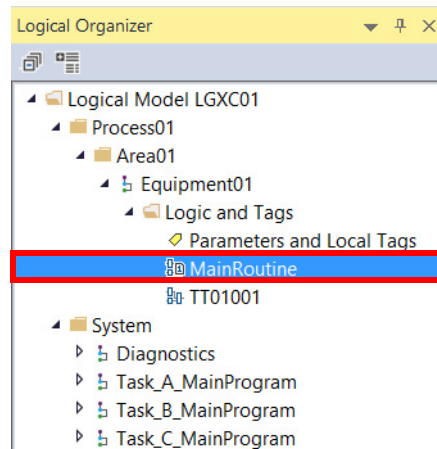 Logical Organizer
Logical Model LGXC01
Process01
Area01
Equipment01
Logic and Tags
Parameters and Local Tags
MainRoutine
TT01001
System
Diagnostics
Task_A_MainProgram
Task_B_MainProgram
Task_C_MainProgram